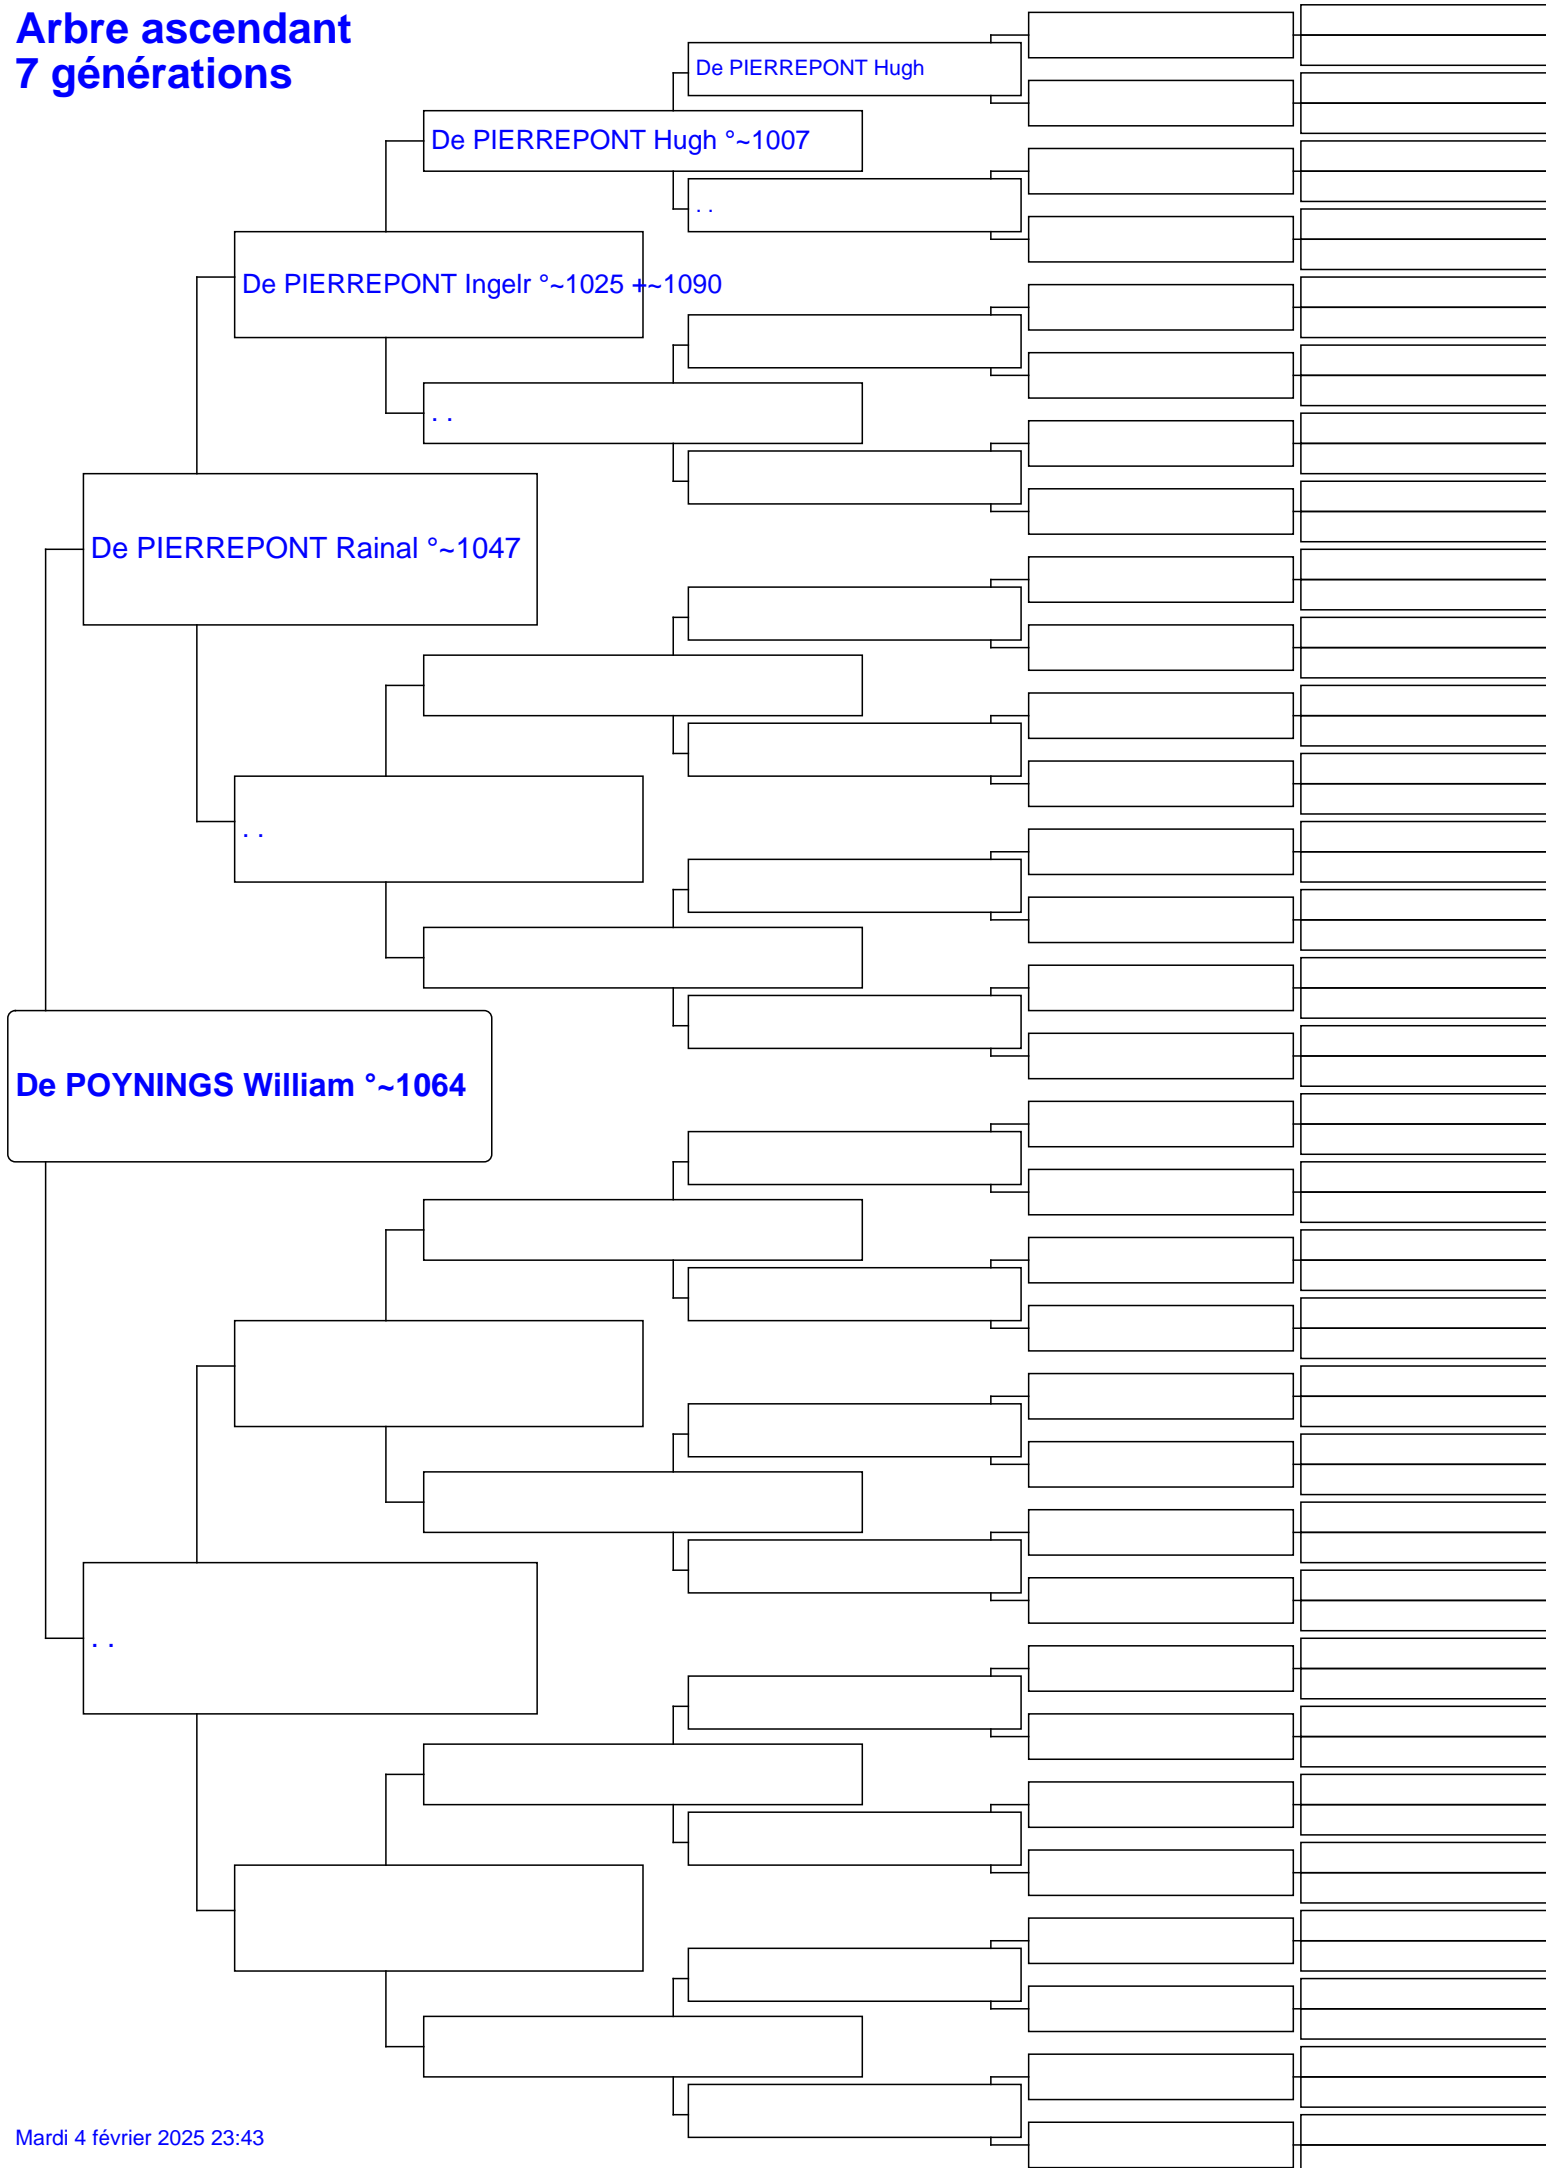 Arbre ascendant
7 générations
De PIERREPONT Hugh
De PIERREPONT Hugh °~1007
. .
De PIERREPONT Ingelr °~1025 +~1090
. .
De PIERREPONT Rainal °~1047
. .
De POYNINGS William °~1064
. .
Mardi 4 février 2025 23:43